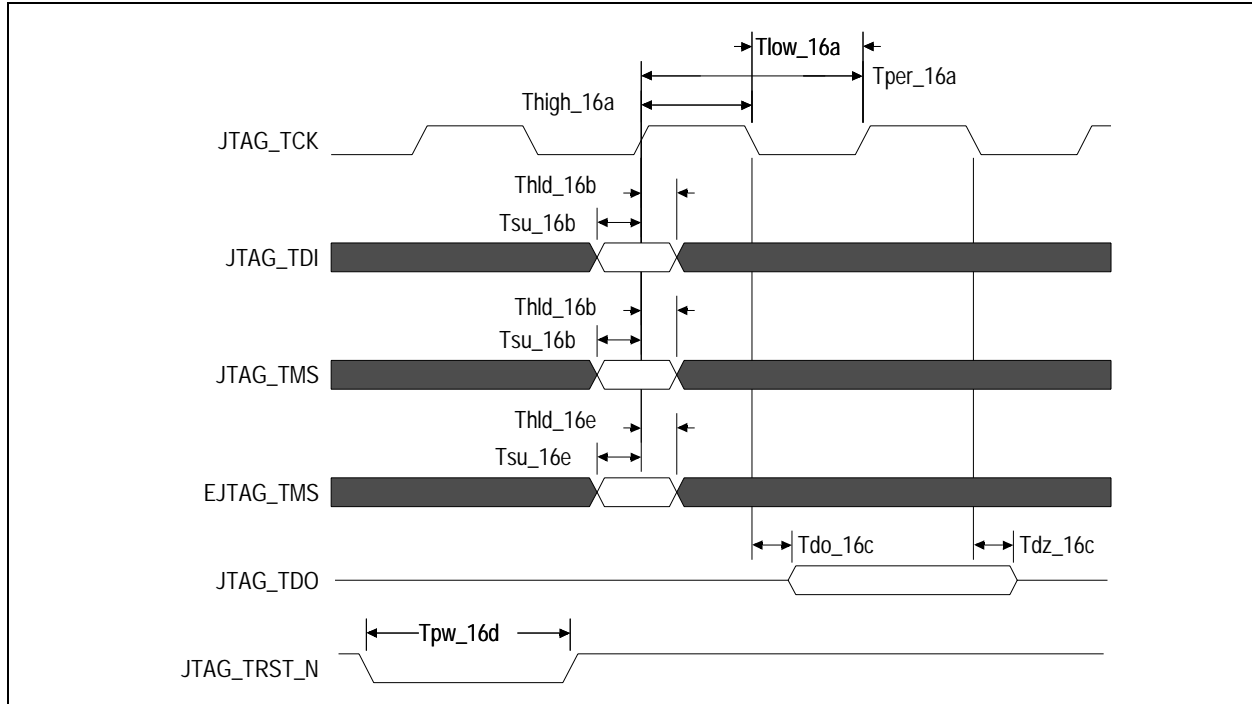 Tlow_16a
Tper_16a
Thigh_16a
JTAG_TCK
Thld_16b
Tsu_16b
JTAG_TDI
Thld_16b
Tsu_16b
JTAG_TMS
Thld_16e
Tsu_16e
EJTAG_TMS
Tdo_16c
Tdz_16c
JTAG_TDO
Tpw_16d
JTAG_TRST_N